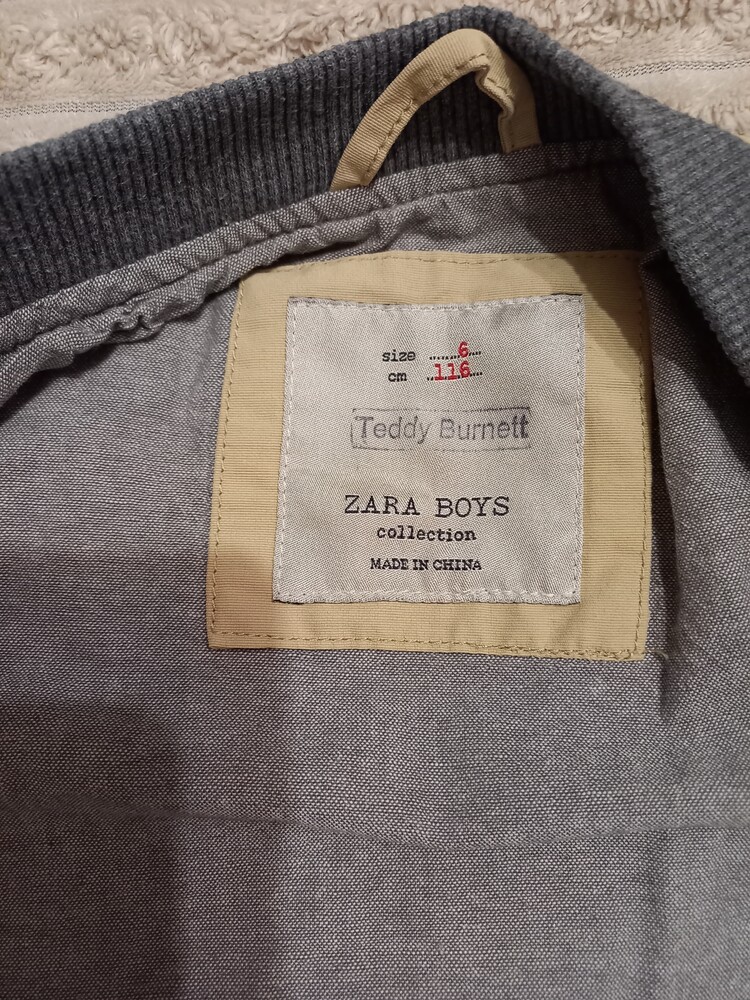 size ........6....
cm ..116....
Teddy Burnett
ZARA BOYS
collection
MADE IN CHINA